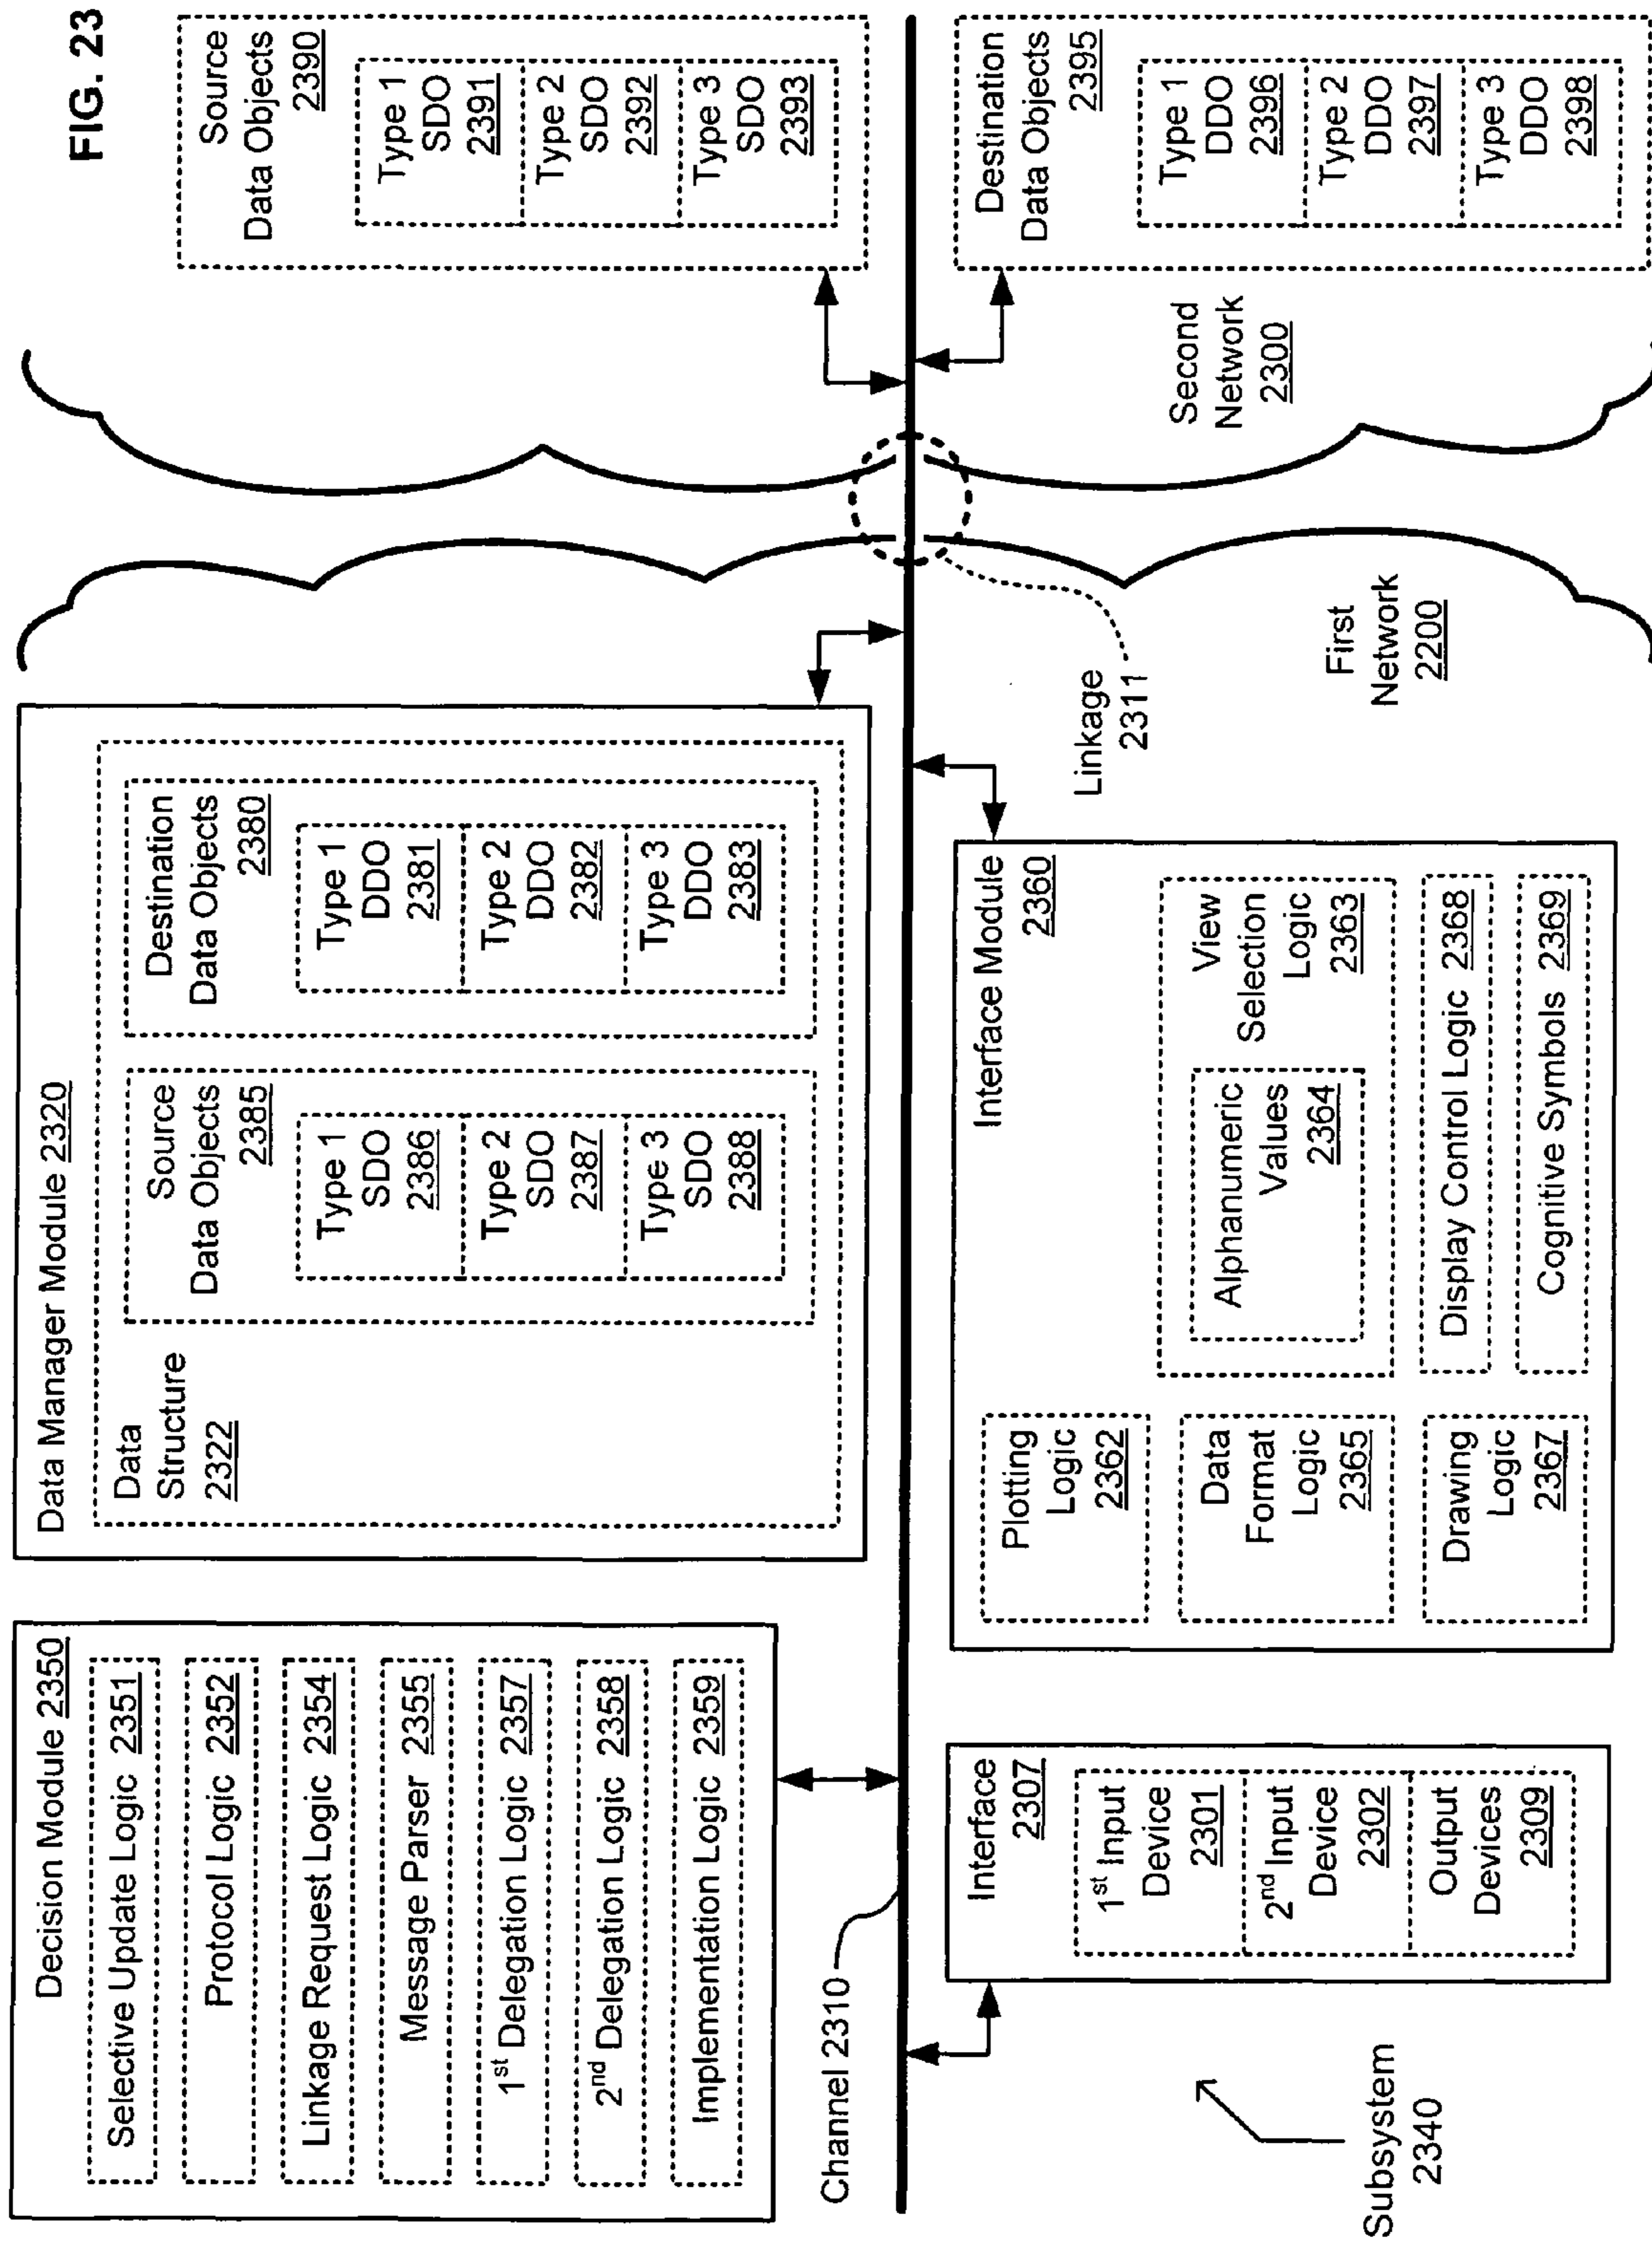 FIG. 23
Decision Module 2350
Selective Update Logic 2351
Protocol Logic 2352
Linkage Request Logic 2354
Message Parser 2355
1st Delegation Logic 2357
2nd Delegation Logic 2358
Implementation Logic 2359
Data Manager Module 2320
Data
Structure
2322
Source
Data Objects
2385
Type 1
SDO
2386
Type 2
SDO
2387
Type 3
SDO
2388
Destination
Data Objects
2380
Type 1
DDO
2381
Type 2
DDO
2382
Type 3
DDO
2383
Source
Data Objects
2390
Type 1
SDO
2391
Type 2
SDO
2392
Type 3
SDO
2393
Channel 2310
Interface
2307
1st Input
Device
2301
2nd Input
Device
2302
Output
Devices
2309
Subsystem
2340
Interface Module
2360
Plotting
Logic
2362
Data
Format
Logic
2365
Drawing
Logic
2367
View
Selection
Logic
2363
Alphanumeric
Values
2364
Display Control Logic 2368
Cognitive Symbols 2369
Linkage
2311
First
Network
2200
Second
Network
2300
Destination
Data Objects
2395
Type 1
DDO
2396
Type 2
DDO
2397
Type 3
DDO
2398